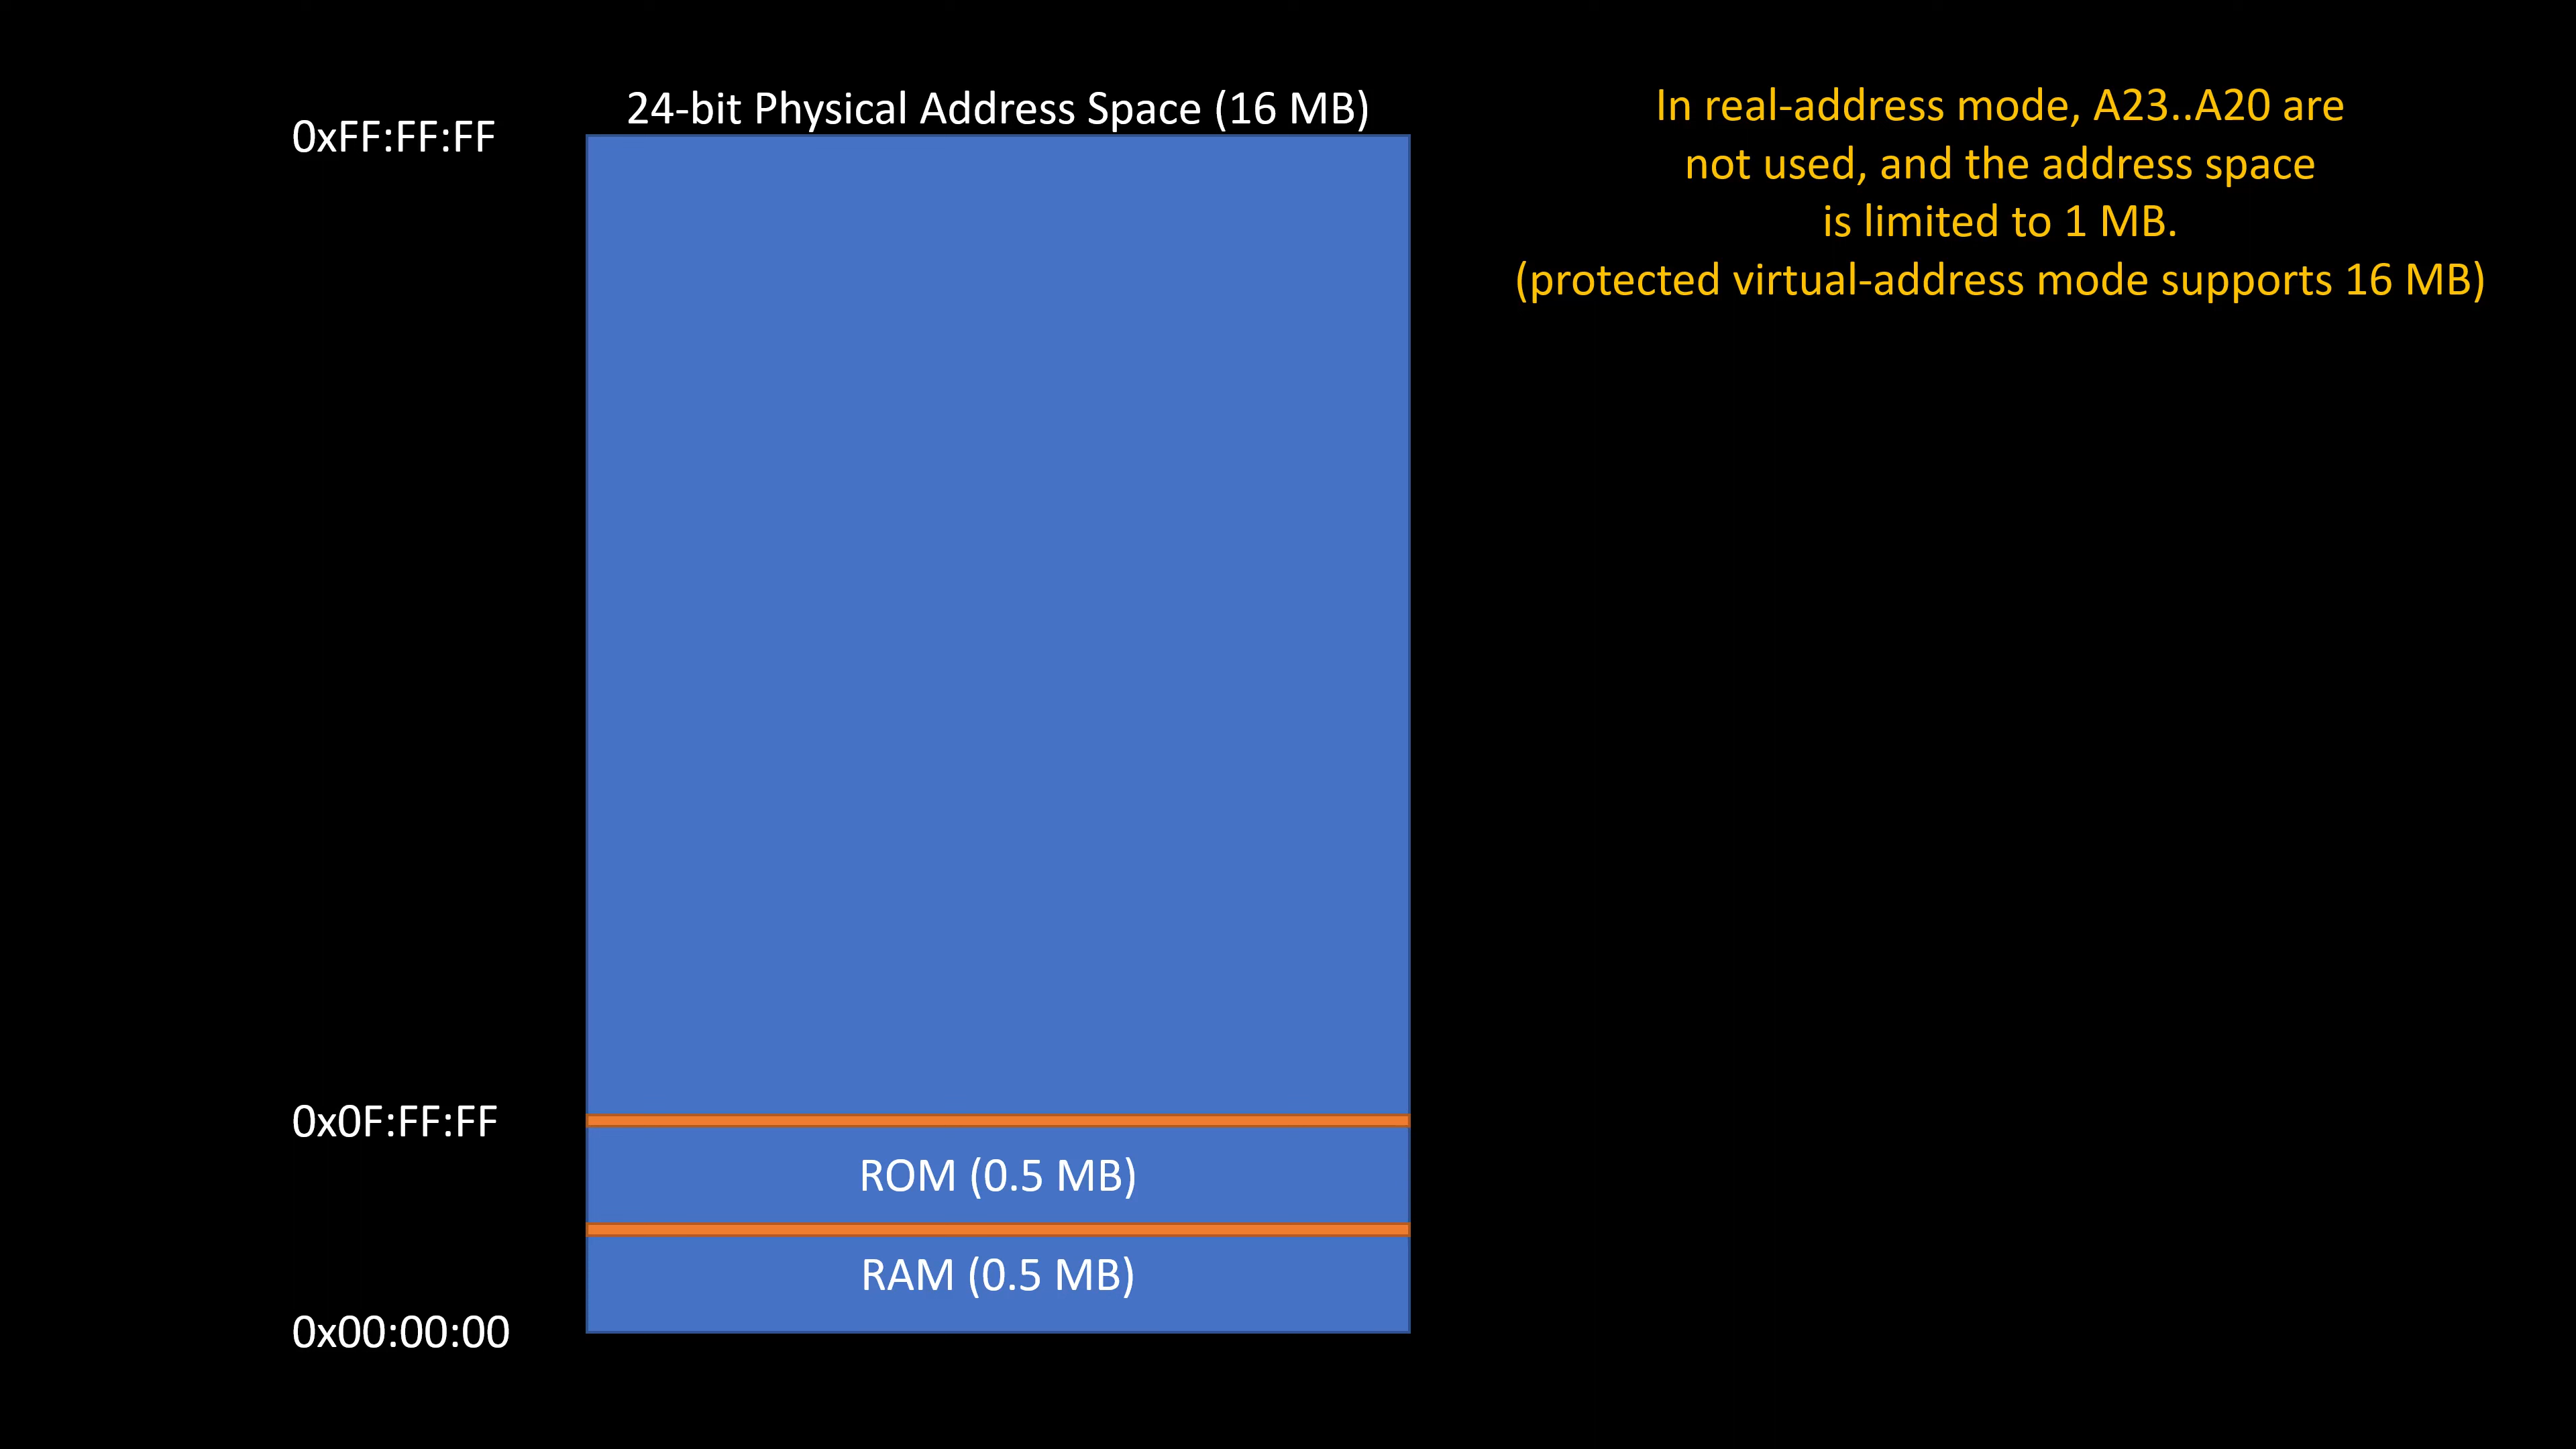 24-bit Physical Address Space (16 MB)
0xFF:FF:FF
In real-address mode, A23..A20 are
not used, and the address space
is limited to 1 MB.
(protected virtual-address mode supports 16 MB)
0x0F:FF:FF
ROM (0.5 MB)
RAM (0.5 MB)
0x00:00:00